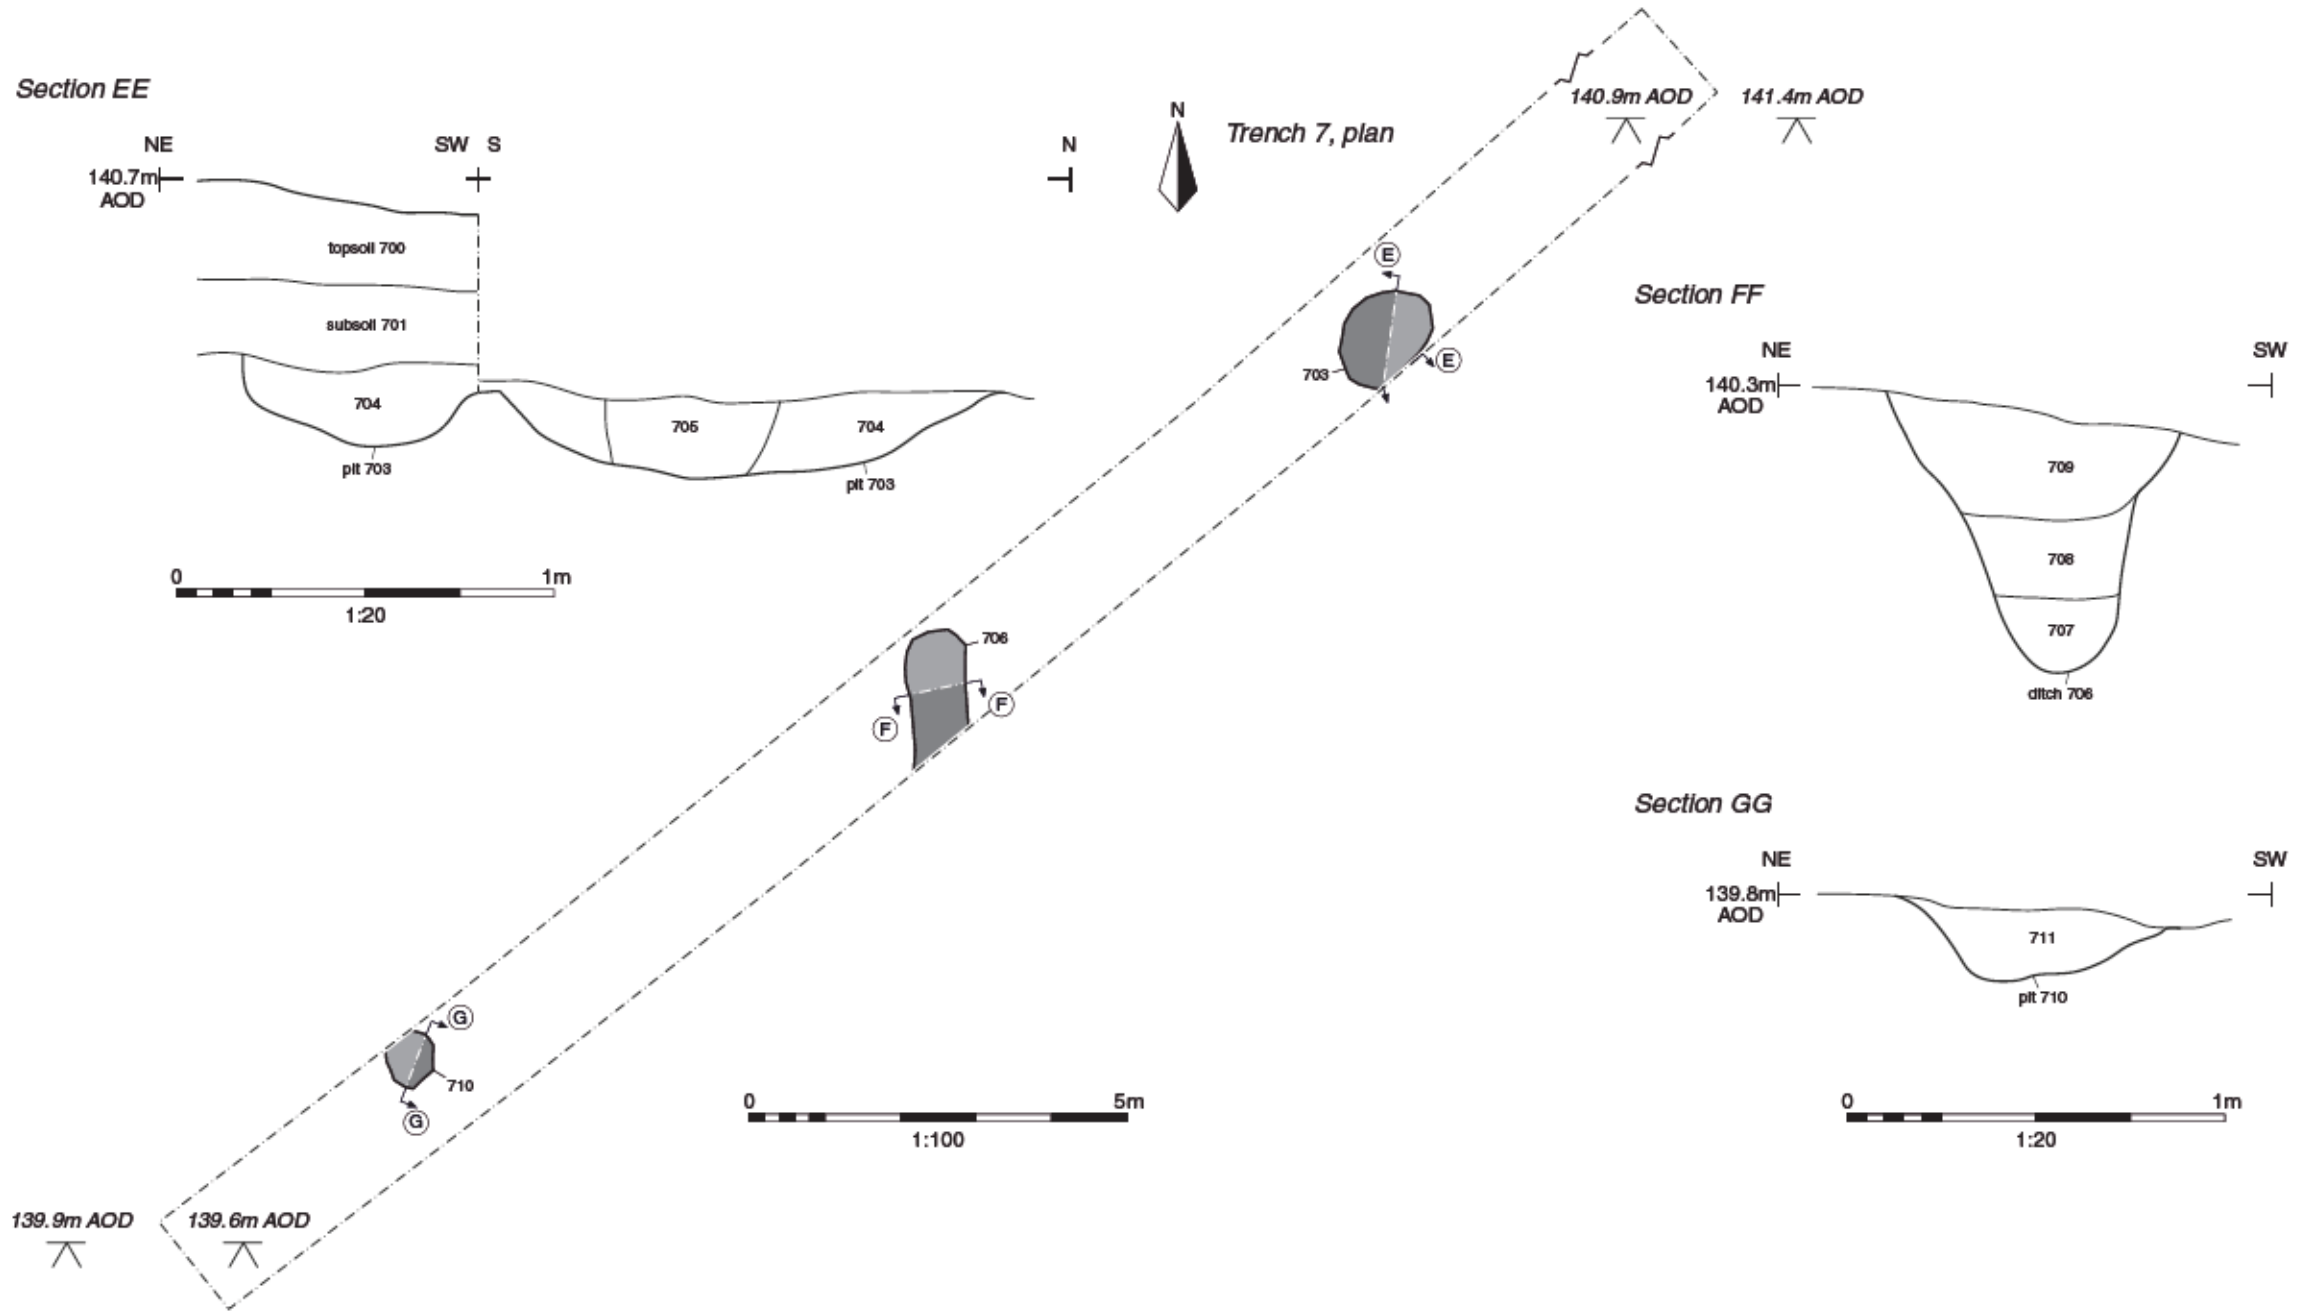 Section EE
NE
SW
S
N
140.7m
AOD
topsoil 700
subsoil 701
704
pit 703
705
704
pit 703
0
1m
1:20
N
Trench 7, plan
140.9m AOD
141.4m AOD
E
703
E
706
F
F
G
710
G
0
5m
1:100
139.9m AOD
139.6m AOD
Section FF
NE
SW
140.3m
AOD
709
708
707
ditch 706
Section GG
NE
SW
139.8m
AOD
711
pit 710
0
1m
1:20